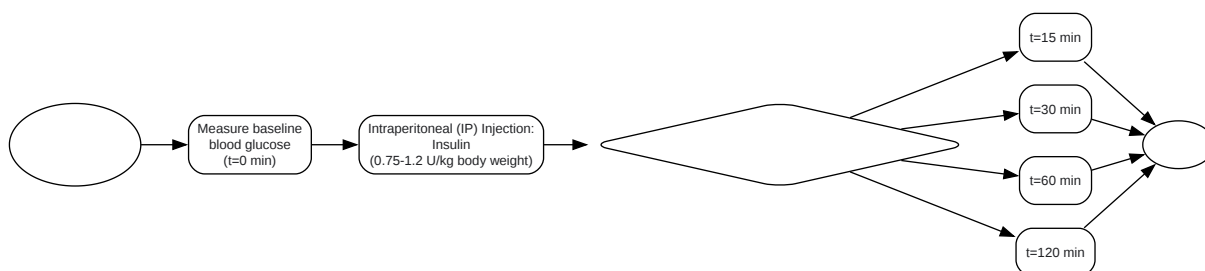 Measure baseline
blood glucose
(t=0 min)
Intraperitoneal (IP) Injection:
Insulin
(0.75-1.2 U/kg body weight)
t=15 min
t=30 min
t=60 min
t=120 min